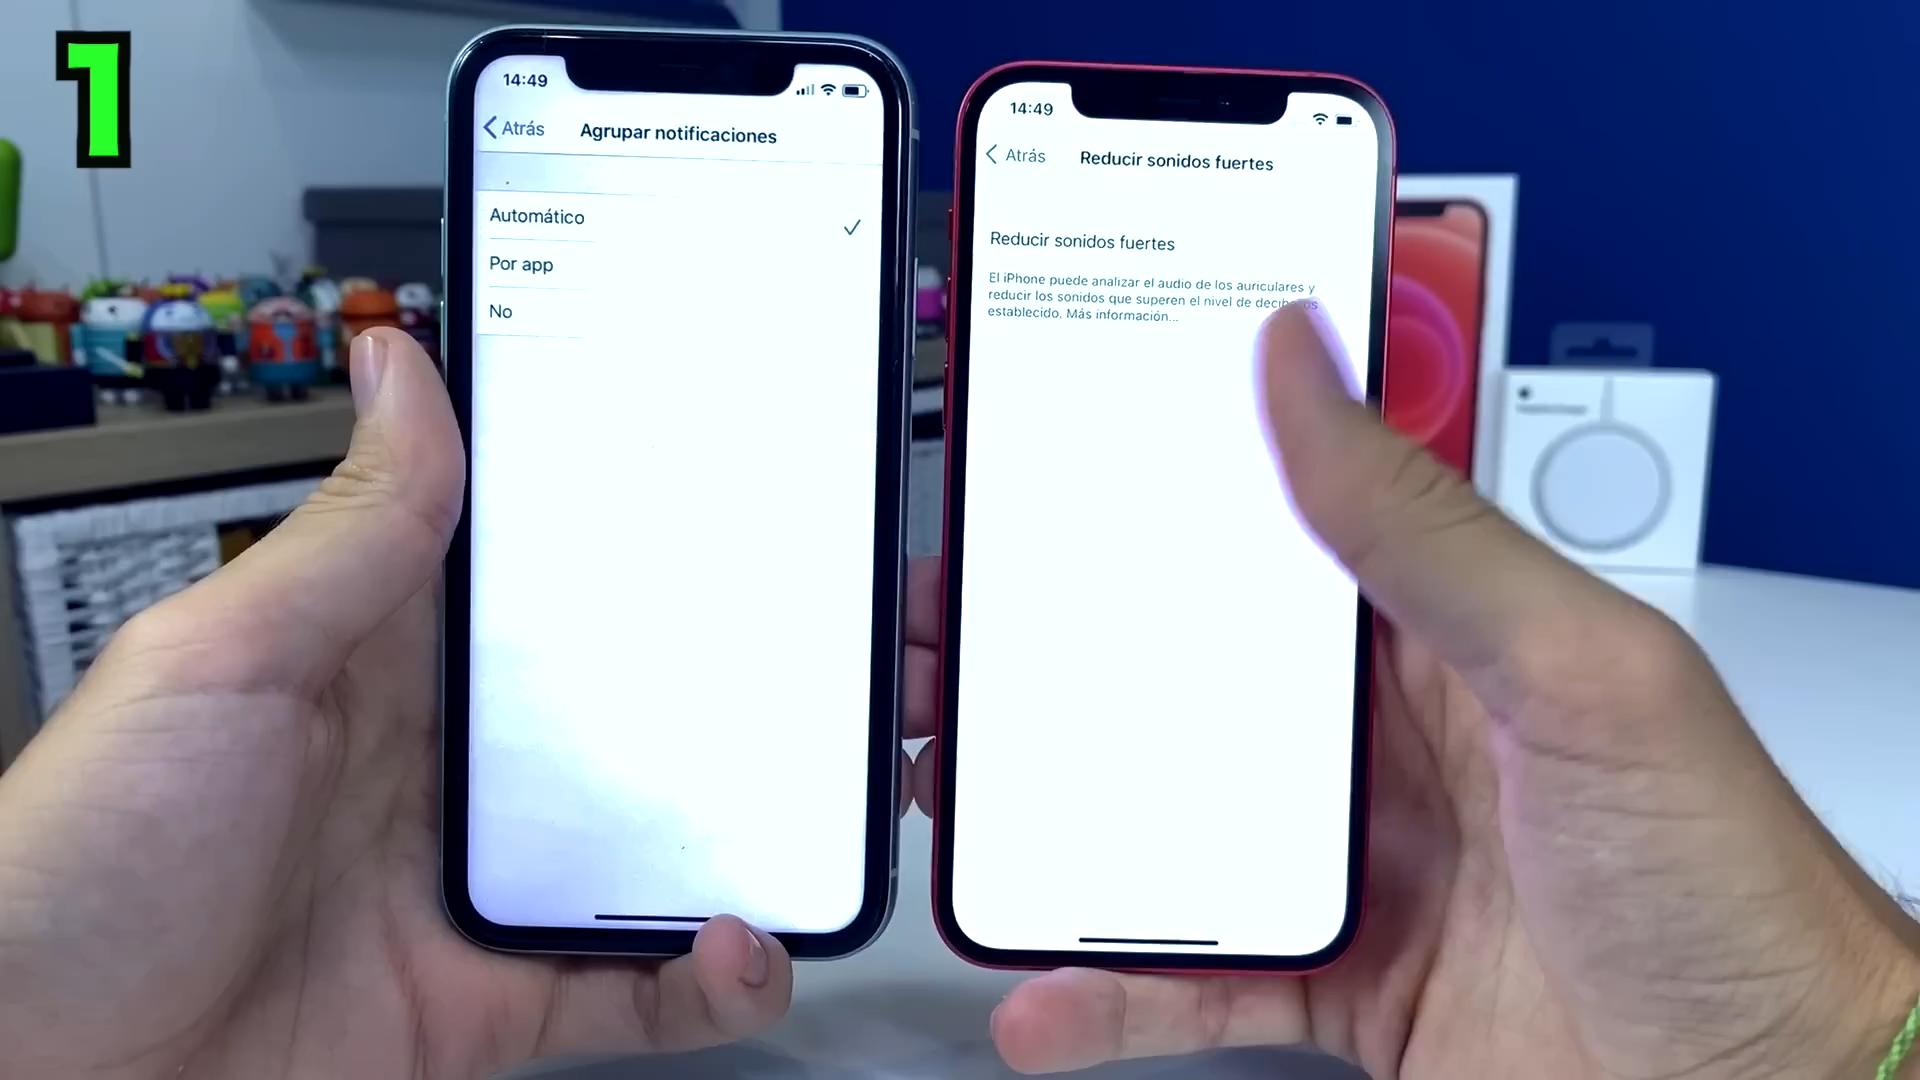 1
14:49
Atrás
Agrupar notificaciones
Automático
Por app
No
14:49
Atrás
Reducir sonidos fuertes
Reducir sonidos fuertes
El iPhone puede analizar el audio de los auriculares y
reducir los sonidos que superen el nivel de
establecido. Más información...